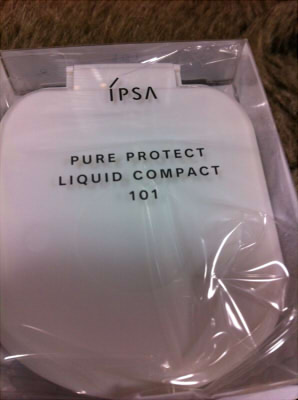 ÍPSA
PURE PROTECT
LIQUID COMPACT
101